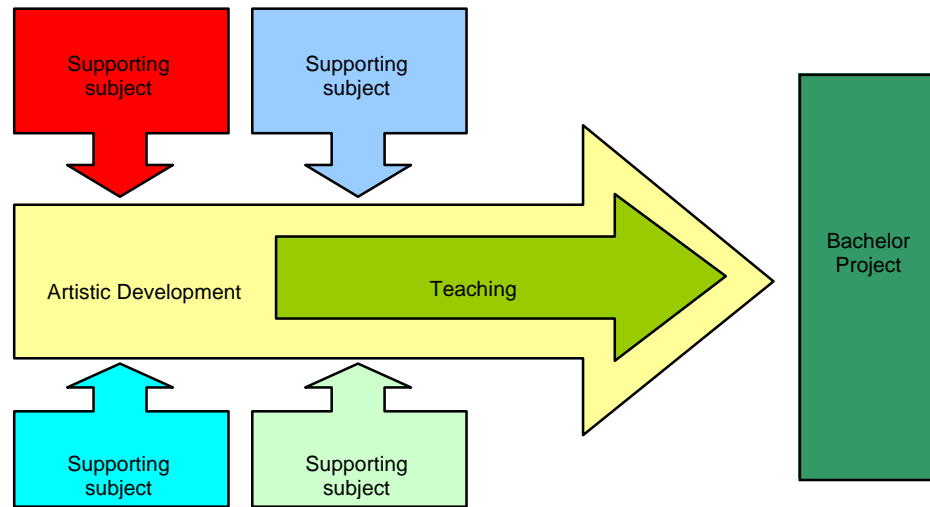 Supporting
subject
Supporting
subject
Artistic Development
Teaching
Bachelor
Project
Supporting
subject
Supporting
subject